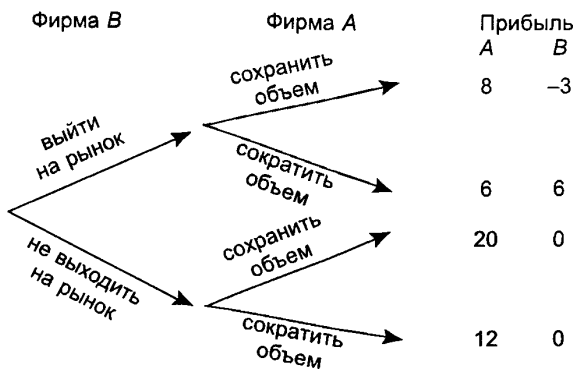 Фирма B Фирма A Прибыль
A B
сохранить
объем
8 –3
выйти
на рынок
сократить
объем
6 6
сохранить
объем
20 0
не выходить
на рынок
сократить
объем
12 0